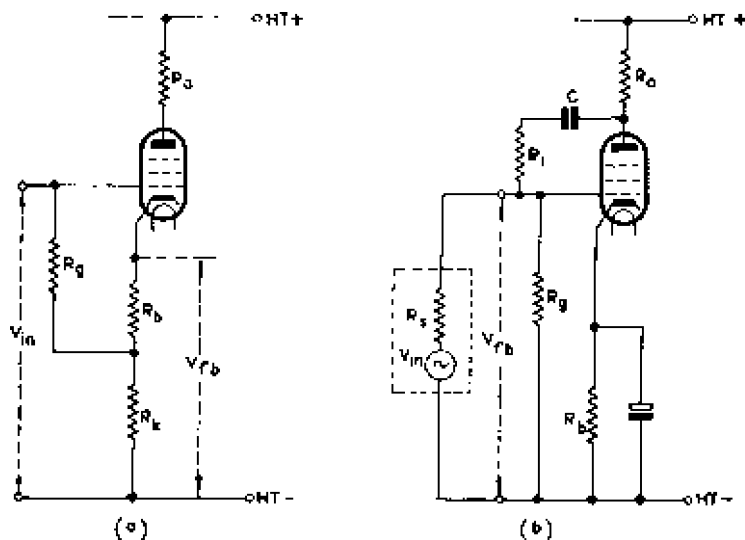 HT+
Ra
Rg
Rb
Vin
Vfb
Rk
HT-
(a)
HT+
Ra
C
R1
Rs
Vin
Vfb
Rg
Rb
HT-
(b)